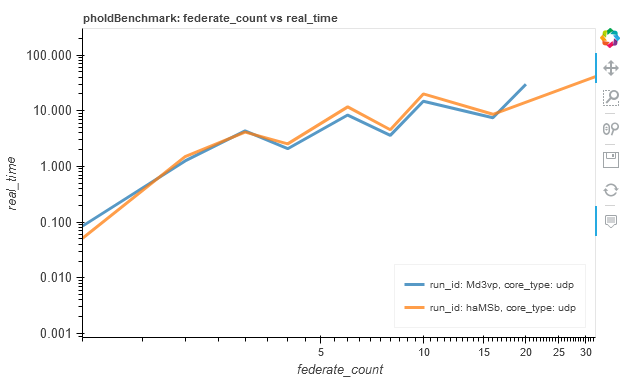 pholdBenchmark: federate_count vs real_time
100.000
10.000
1.000
0.100
0.010
0.001
real_time
run_id: Md3vp, core_type: udp
run_id: haMSb, core_type: udp
5 10 15 20 25 30
federate_count